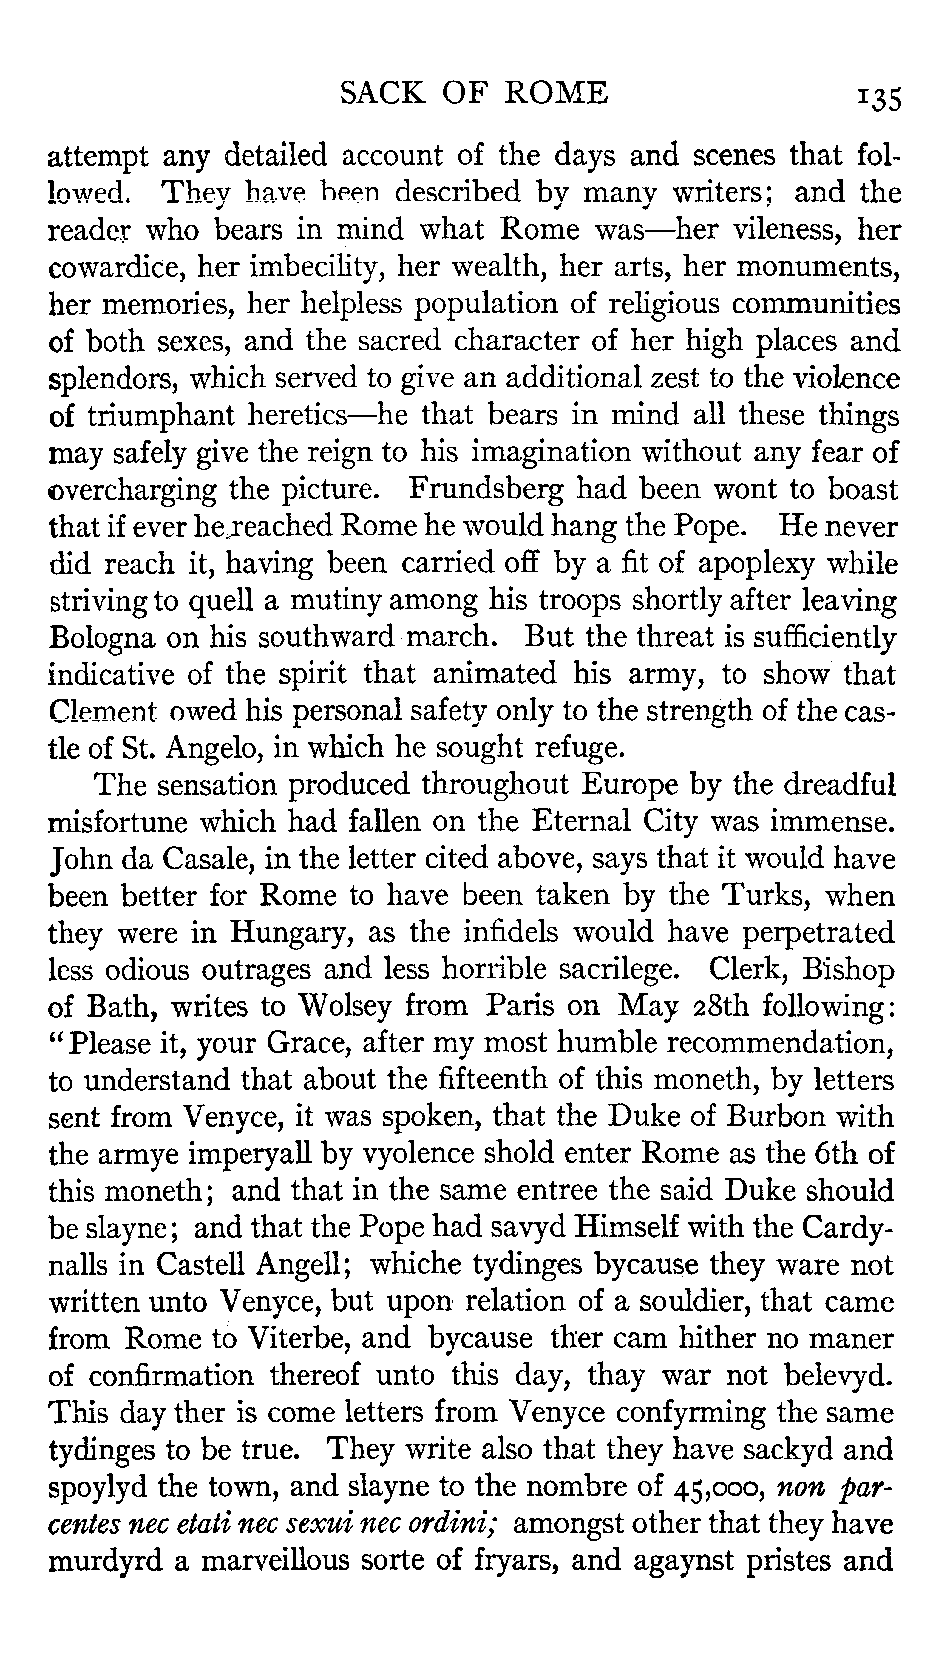 SACK OF ROME 135
attempt any detailed account of the days and scenes that fol-
lowed. They have been described by many writers; and the
reader who bears in mind what Rome was—her vileness, her
cowardice, her imbecility, her wealth, her arts, her monuments,
her memories, her helpless population of religious communities
of both sexes, and the sacred character of her high places and
splendors, which served to give an additional zest to the violence
of triumphant heretics—he that bears in mind all these things
may safely give the reign to his imagination without any fear of
overcharging the picture. Frundsberg had been wont to boast
that if ever he reached Rome he would hang the Pope. He never
did reach it, having been carried off by a fit of apoplexy while
striving to quell a mutiny among his troops shortly after leaving
Bologna on his southward march. But the threat is sufficiently
indicative of the spirit that animated his army, to show that
Clement owed his personal safety only to the strength of the cas-
tle of St. Angelo, in which he sought refuge.
The sensation produced throughout Europe by the dreadful
misfortune which had fallen on the Eternal City was immense.
John da Casale, in the letter cited above, says that it would have
been better for Rome to have been taken by the Turks, when
they were in Hungary, as the infidels would have perpetrated
less odious outrages and less horrible sacrilege. Clerk, Bishop
of Bath, writes to Wolsey from Paris on May 28th following:
"Please it, your Grace, after my most humble recommendation,
to understand that about the fifteenth of this moneth, by letters
sent from Venyce, it was spoken, that the Duke of Burbon with
the armye imperyall by vyolence shold enter Rome as the 6th of
this moneth; and that in the same entree the said Duke should
be slayne; and that the Pope had savyd Himself with the Cardy-
nalls in Castell Angell; whiche tydinges bycause they ware not
written unto Venyce, but upon relation of a souldier, that came
from Rome to Viterbe, and bycause ther cam hither no maner
of confirmation thereof unto this day, thay war not belevyd.
This day ther is come letters from Venyce confyrming the same
tydinges to be true. They write also that they have sackyd and
spoylyd the town, and slayne to the nombre of 45,000, non par-
centes nec etati nec sexui nec ordini; amongst other that they have
murdyrd a marveillous sorte of fryars, and agaynst pristes and